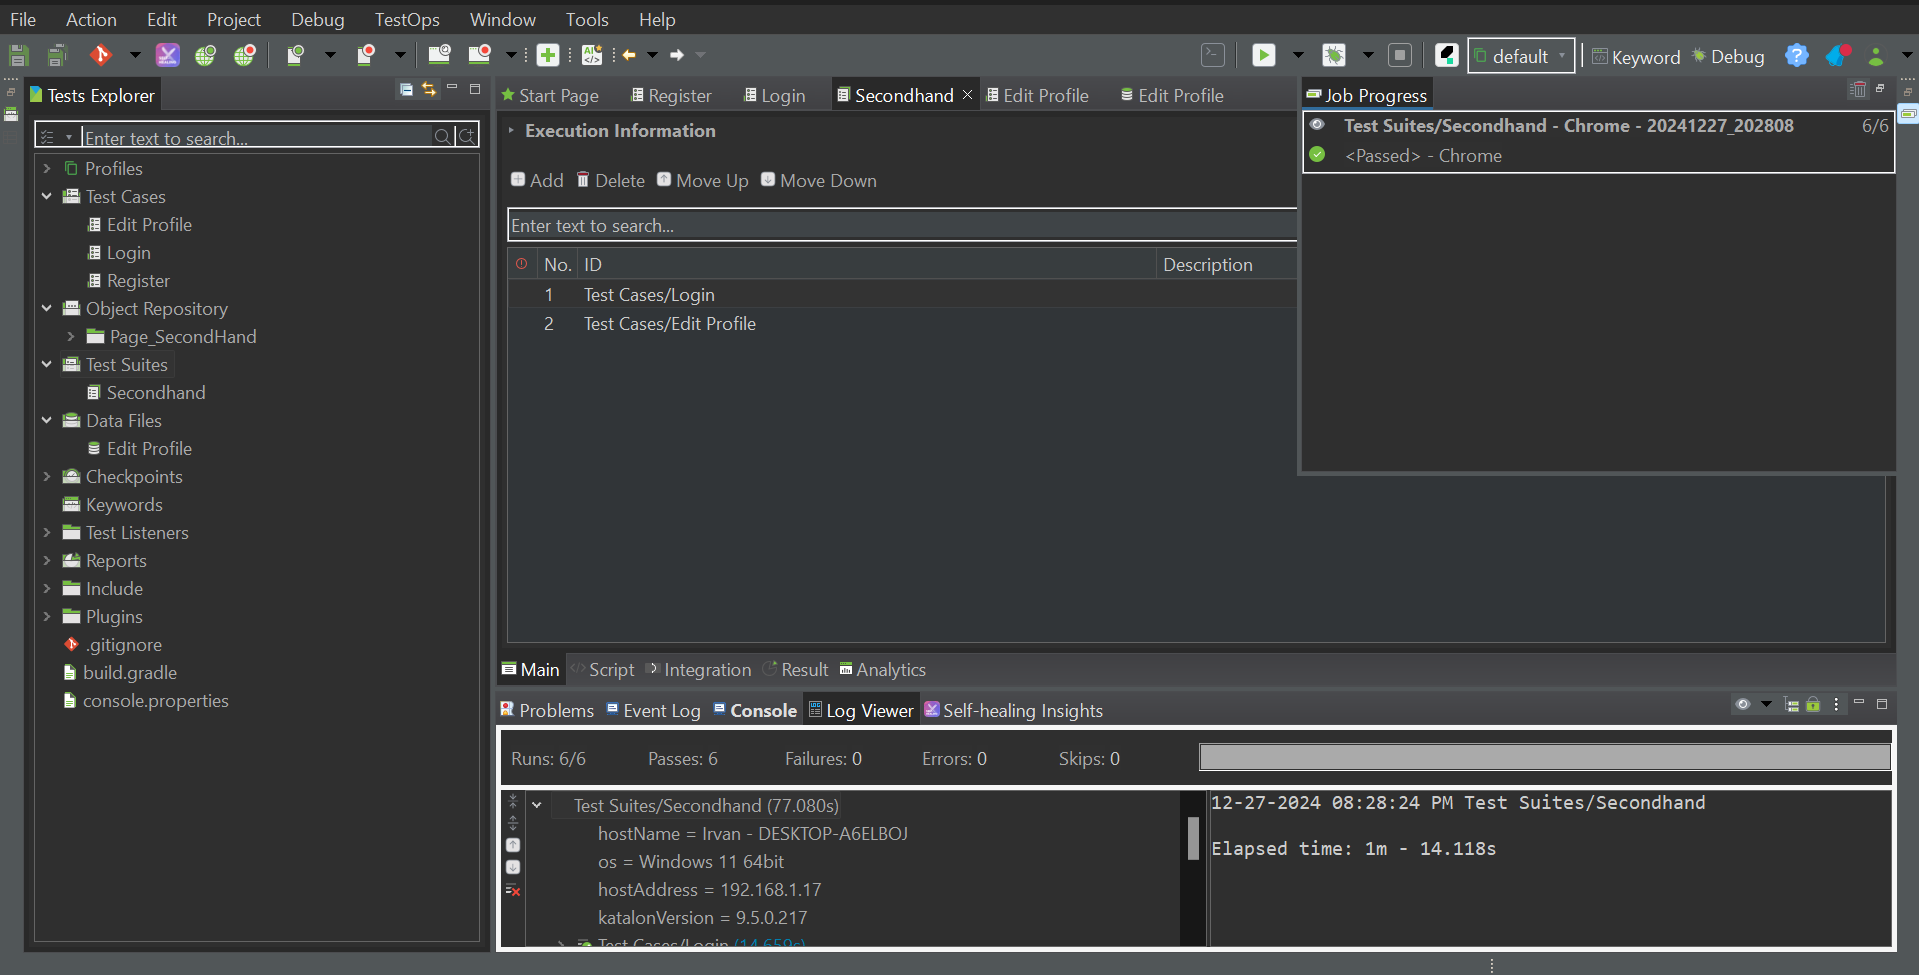 File Action Edit Project Debug TestOps Window Tools Help
default Keyword Debug
Tests Explorer
Enter text to search...
Profiles
Test Cases
Edit Profile
Login
Register
Object Repository
Page_SecondHand
Test Suites
Secondhand
Data Files
Edit Profile
Checkpoints
Keywords
Test Listeners
Reports
Include
Plugins
.gitignore
build.gradle
console.properties
Start Page Register Login Secondhand Edit Profile Edit Profile
Execution Information
Add Delete Move Up Move Down
Enter text to search...
No. ID Description
1 Test Cases/Login
2 Test Cases/Edit Profile
Job Progress
Test Suites/Secondhand - Chrome - 20241227_202808 6/6
<Passed> - Chrome
Main Script Integration Result Analytics
Problems Event Log Console Log Viewer Self-healing Insights
Runs: 6/6 Passes: 6 Failures: 0 Errors: 0 Skips: 0
Test Suites/Secondhand (77.080s)
hostName = Irvan - DESKTOP-A6ELBOJ
os = Windows 11 64bit
hostAddress = 192.168.1.17
katalonVersion = 9.5.0.217
Test Cases/Login (14.659s)
12-27-2024 08:28:24 PM Test Suites/Secondhand
Elapsed time: 1m - 14.118s